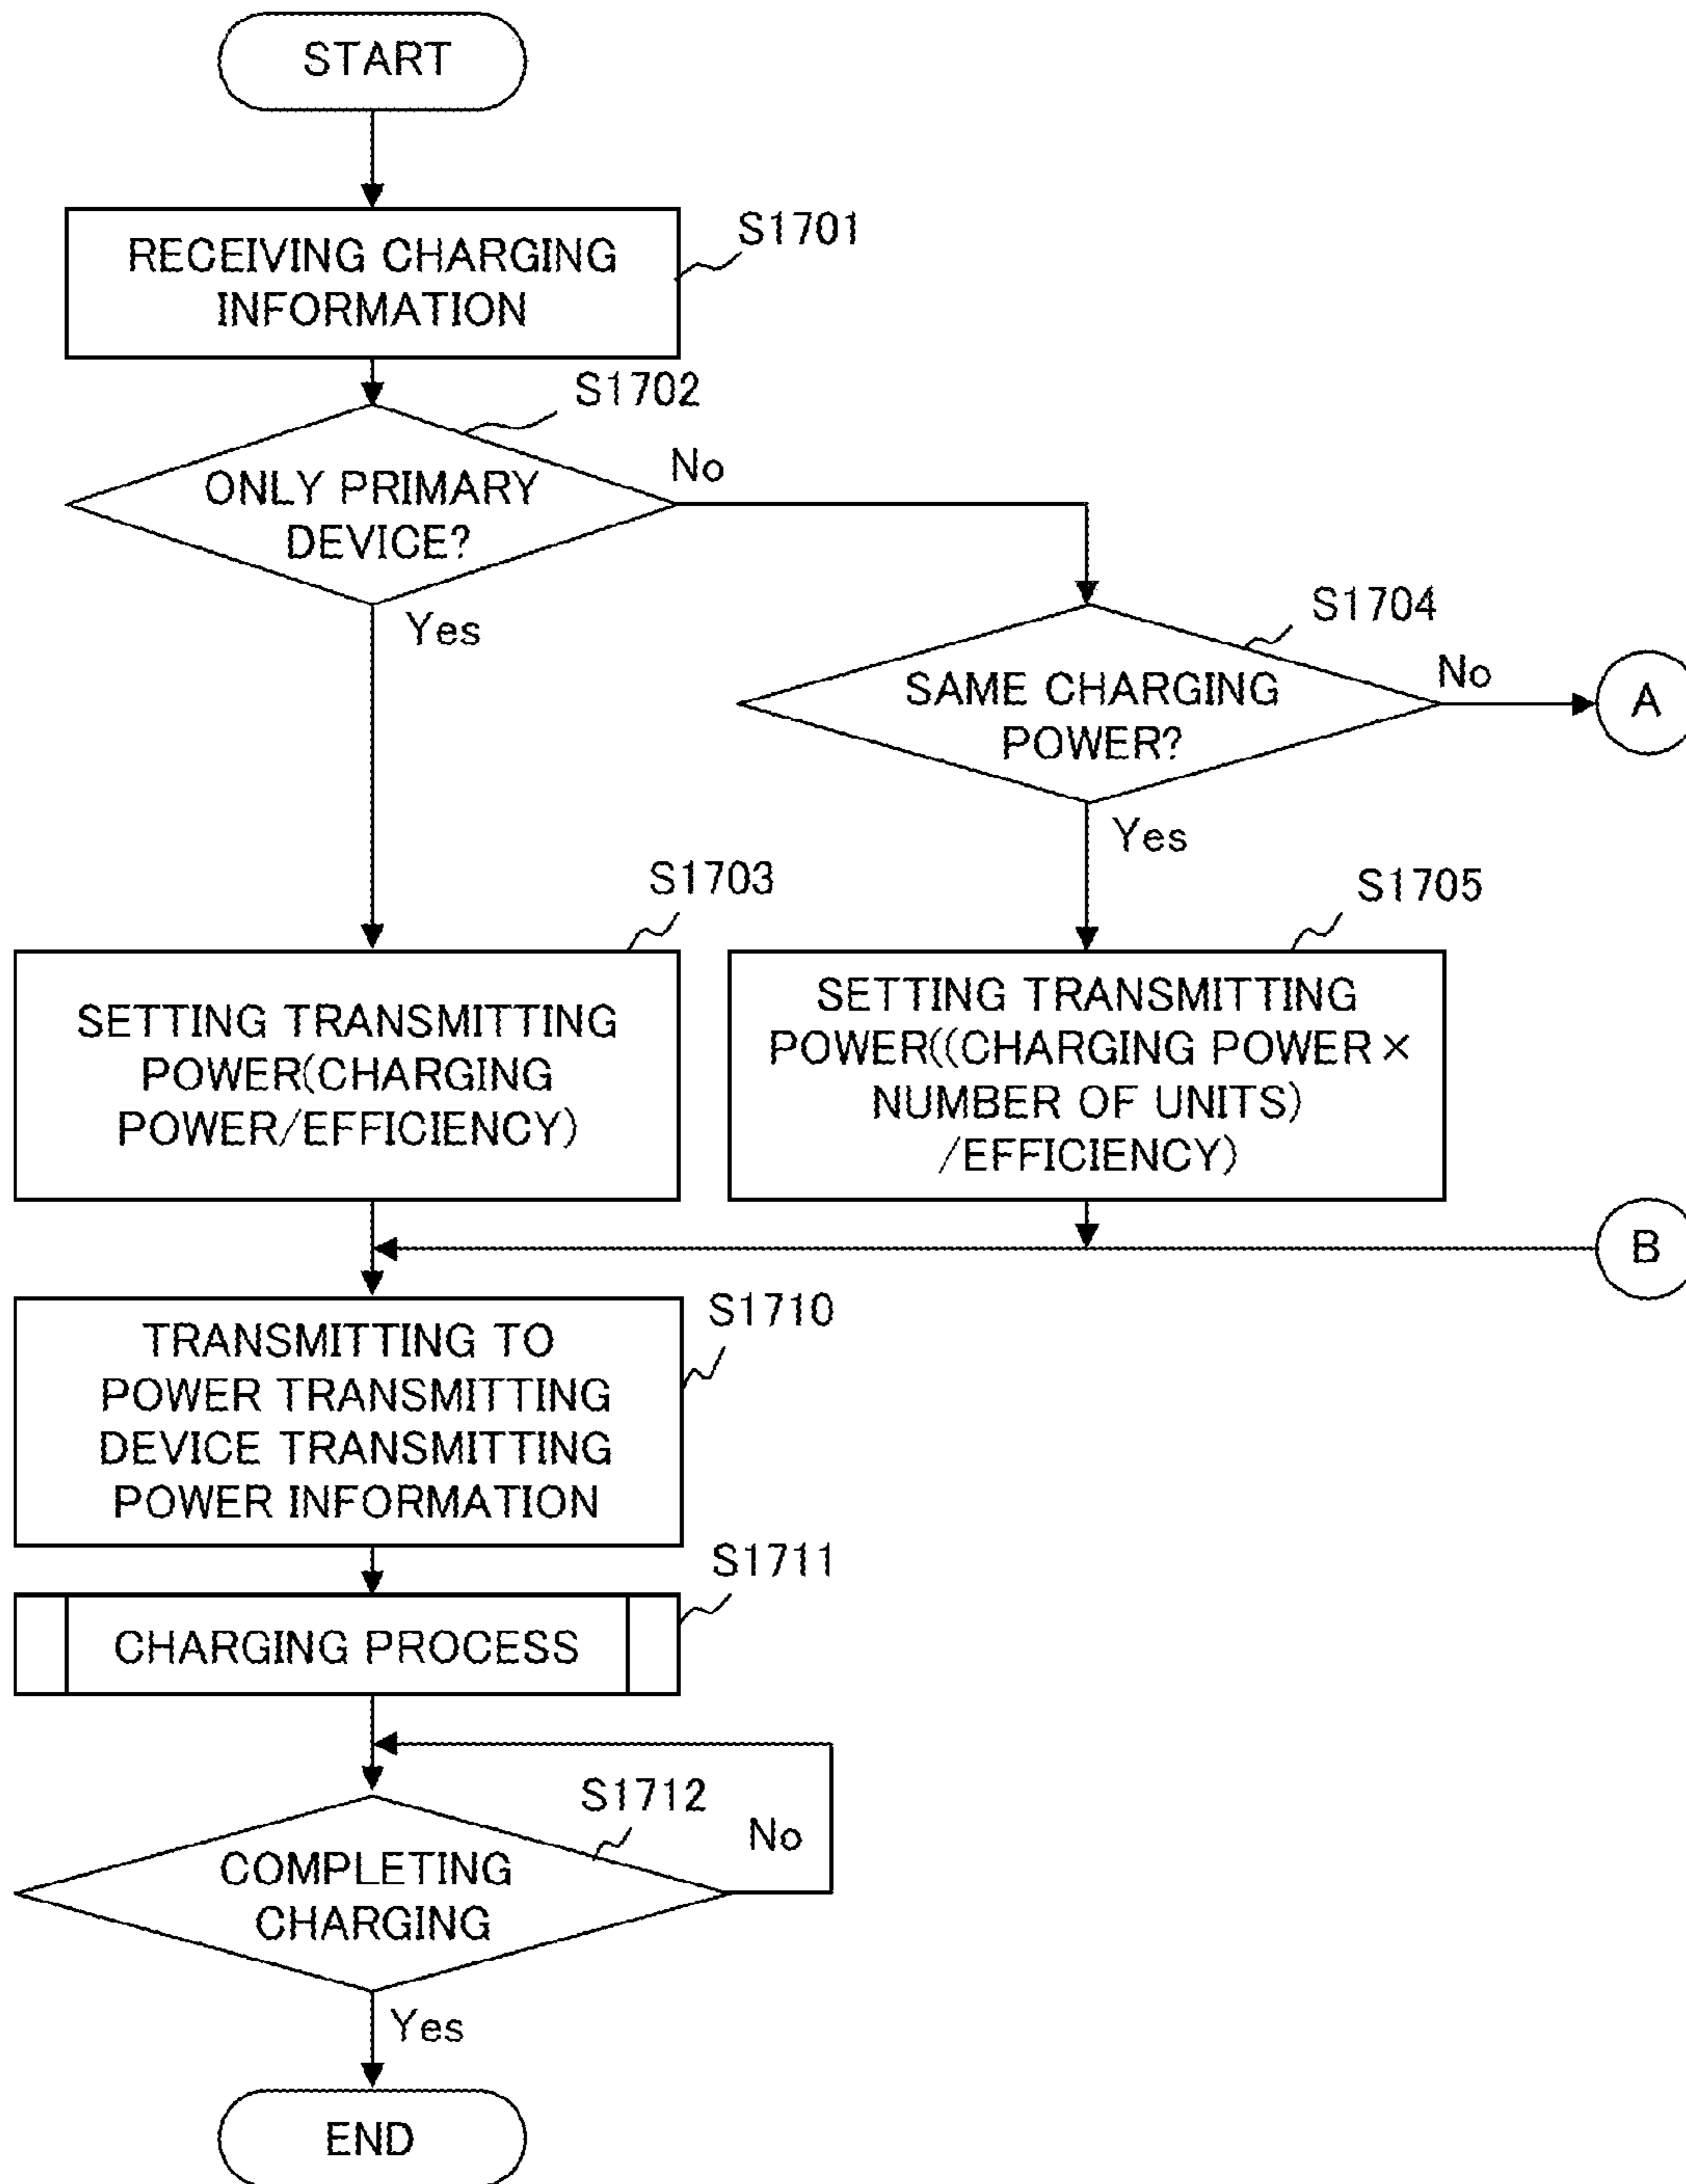 START
S1701
RECEIVING CHARGING
INFORMATION
S1702
ONLY PRIMARY
DEVICE?
No
Yes
S1704
SAME CHARGING
POWER?
No
A
Yes
S1703
SETTING TRANSMITTING
POWER(CHARGING
POWER/EFFICIENCY)
S1705
SETTING TRANSMITTING
POWER((CHARGING POWER×
NUMBER OF UNITS)
/EFFICIENCY)
B
S1710
TRANSMITTING TO
POWER TRANSMITTING
DEVICE TRANSMITTING
POWER INFORMATION
S1711
CHARGING PROCESS
S1712
COMPLETING
CHARGING
No
Yes
END